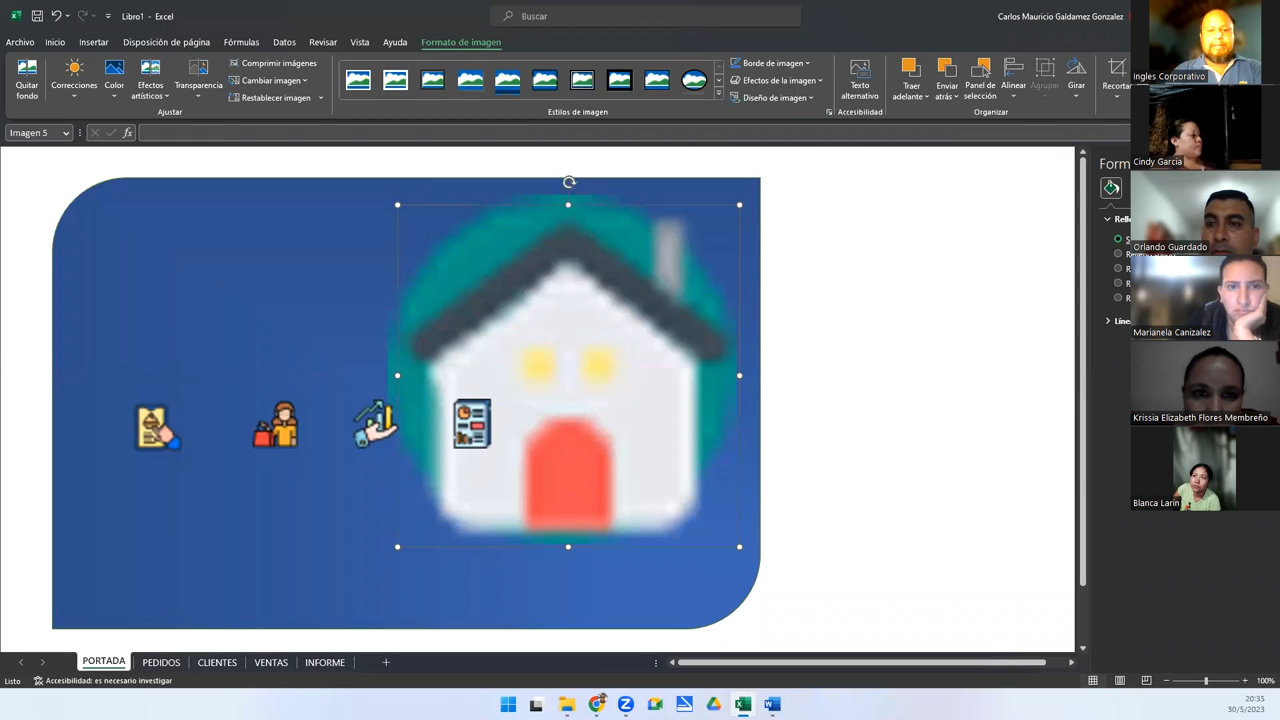 Libro1 - Excel
Buscar
Carlos Mauricio Galdamez Gonzalez
Archivo Inicio Insertar Disposición de página Fórmulas Datos Revisar Vista Ayuda Formato de imagen
Quitar fondo
Correcciones
Color
Efectos artísticos
Transparencia
Comprimir imágenes
Cambiar imagen
Restablecer imagen
Ajustar
Estilos de imagen
Borde de imagen
Efectos de la imagen
Diseño de imagen
Texto alternativo
Accesibilidad
Traer adelante
Enviar atrás
Panel de selección
Alinear
Agrupar
Girar
Organizar
Recortar
Imagen 5
fx
Form
Relle
S
R
R
R
Líne
Ingles Corporativo
Cindy García
Orlando Guardado
Marianela Canizalez
Krissia Elizabeth Flores Membreño
Blanca Larin
PORTADA PEDIDOS CLIENTES VENTAS INFORME
Listo
Accesibilidad: es necesario investigar
100%
20:35
30/5/2023